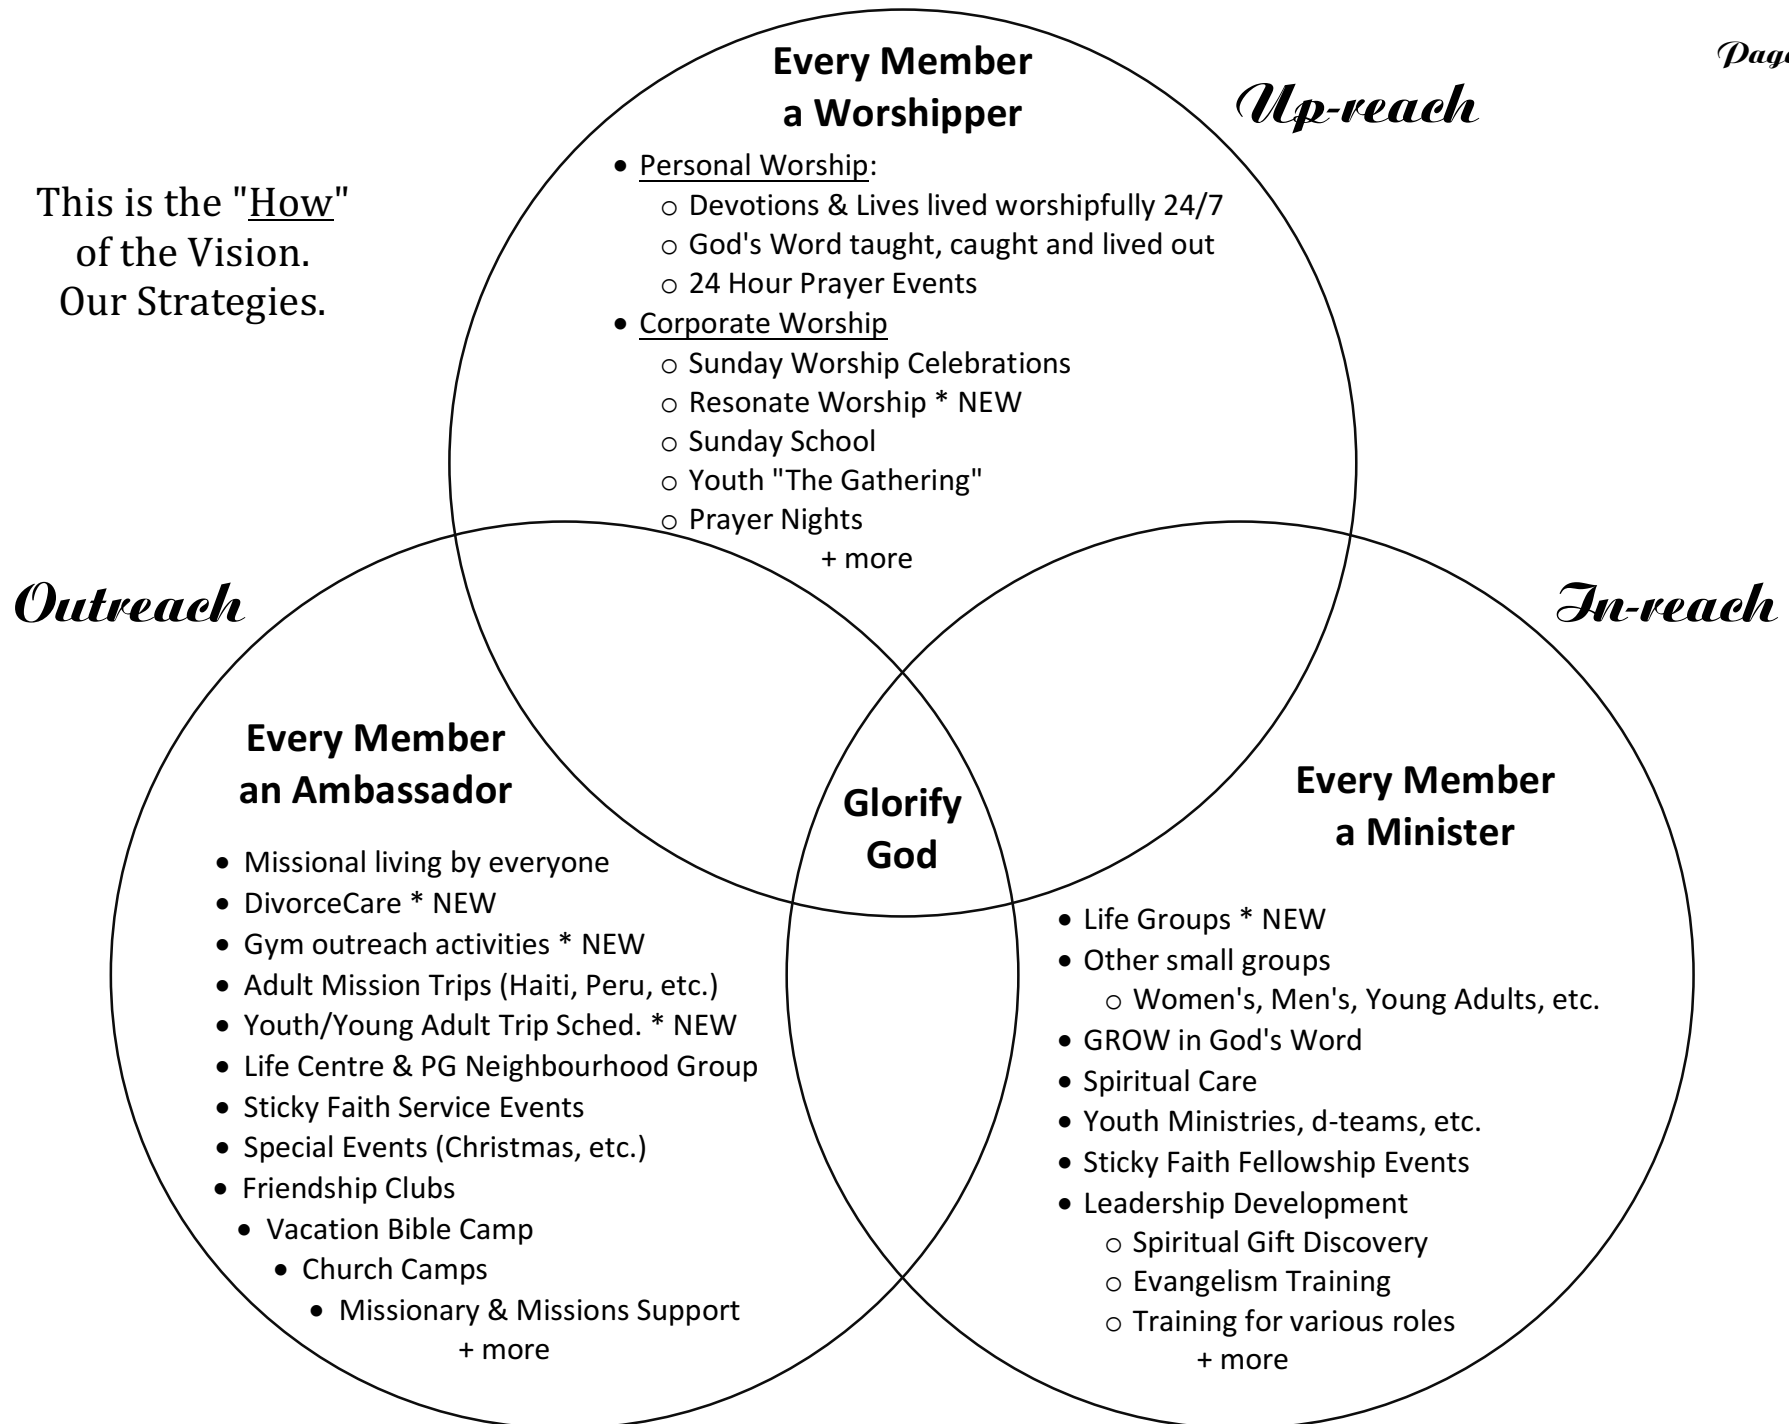 Page
Every Member
a Worshipper
Up-reach
This is the "How"
of the Vision.
Our Strategies.
• Personal Worship:
o Devotions & Lives lived worshipfully 24/7
o God's Word taught, caught and lived out
o 24 Hour Prayer Events
• Corporate Worship
o Sunday Worship Celebrations
o Resonate Worship * NEW
o Sunday School
o Youth "The Gathering"
o Prayer Nights
+ more
Outreach
Every Member
an Ambassador
• Missional living by everyone
• DivorceCare * NEW
• Gym outreach activities * NEW
• Adult Mission Trips (Haiti, Peru, etc.)
• Youth/Young Adult Trip Sched. * NEW
• Life Centre & PG Neighbourhood Group
• Sticky Faith Service Events
• Special Events (Christmas, etc.)
• Friendship Clubs
• Vacation Bible Camp
• Church Camps
• Missionary & Missions Support
+ more
Glorify
God
In-reach
Every Member
a Minister
• Life Groups * NEW
• Other small groups
o Women's, Men's, Young Adults, etc.
• GROW in God's Word
• Spiritual Care
• Youth Ministries, d-teams, etc.
• Sticky Faith Fellowship Events
• Leadership Development
o Spiritual Gift Discovery
o Evangelism Training
o Training for various roles
+ more